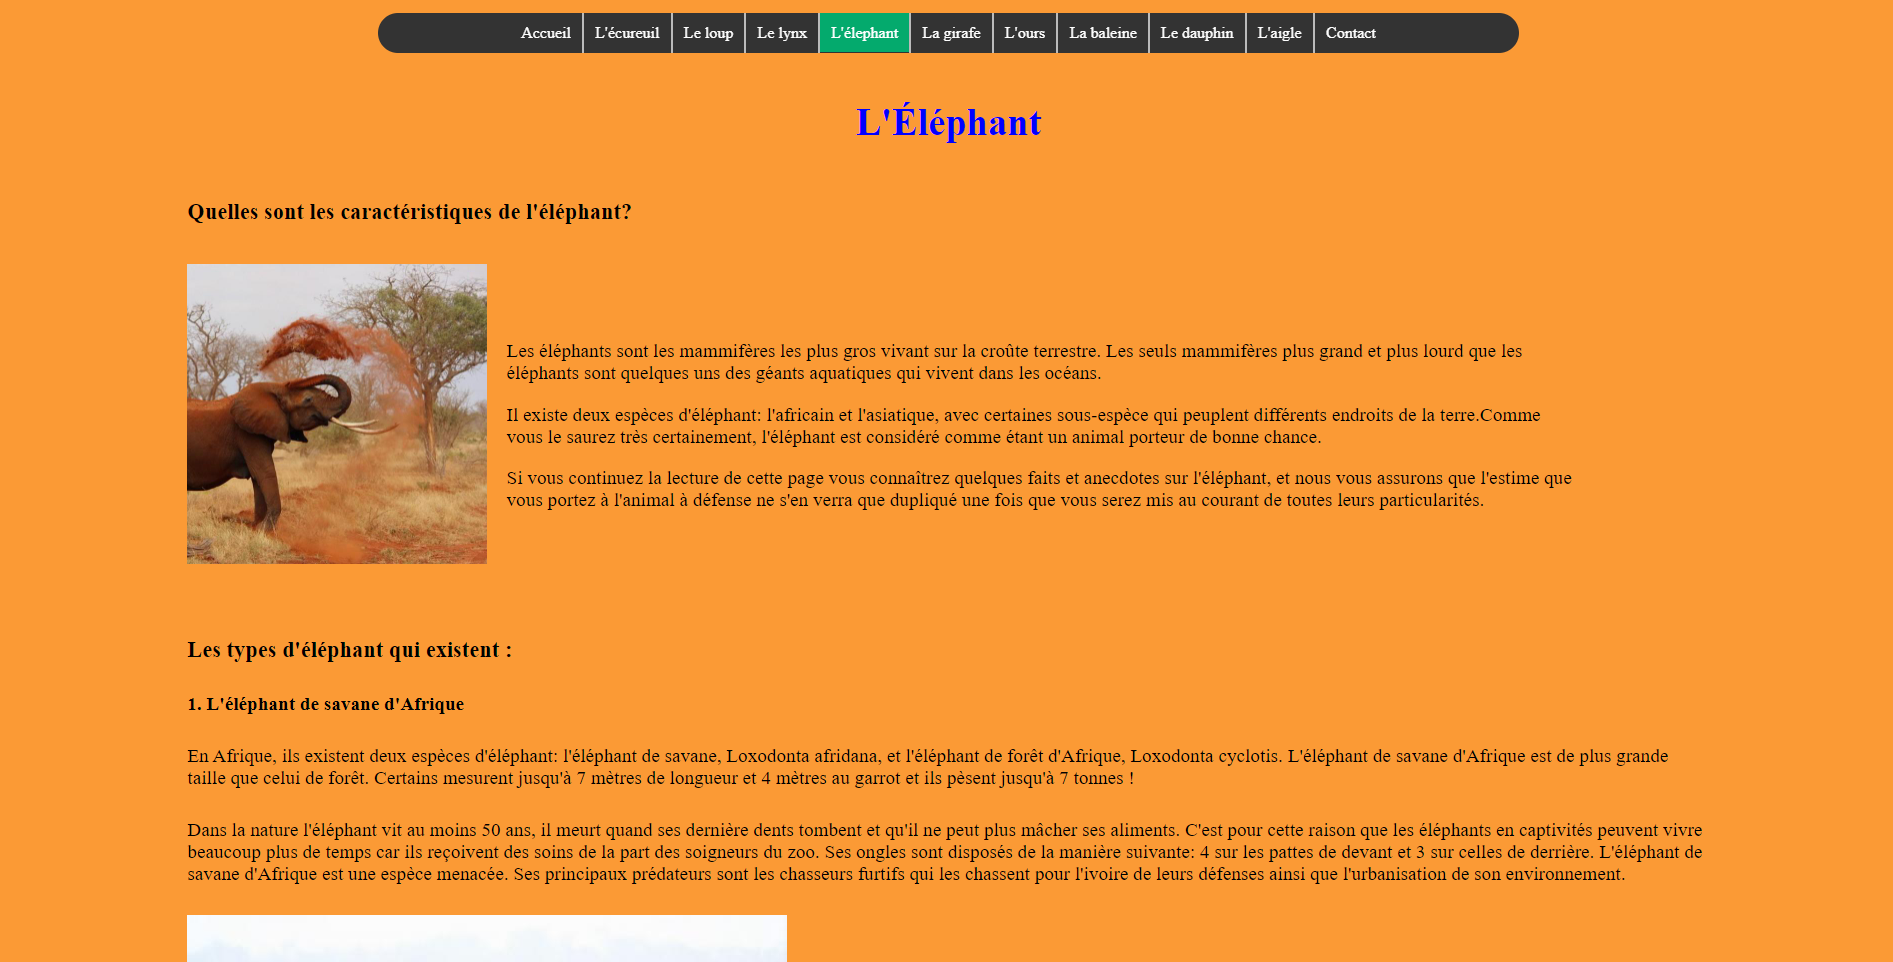 Accueil L'écureuil Le loup Le lynx L'élephant La girafe L'ours La baleine Le dauphin L'aigle Contact
L'Éléphant
Quelles sont les caractéristiques de l'éléphant?
Les éléphants sont les mammifères les plus gros vivant sur la croûte terrestre. Les seuls mammifères plus grand et plus lourd que les
éléphants sont quelques uns des géants aquatiques qui vivent dans les océans.
Il existe deux espèces d'éléphant: l'africain et l'asiatique, avec certaines sous-espèce qui peuplent différents endroits de la terre.Comme
vous le saurez très certainement, l'éléphant est considéré comme étant un animal porteur de bonne chance.
Si vous continuez la lecture de cette page vous connaîtrez quelques faits et anecdotes sur l'éléphant, et nous vous assurons que l'estime que
vous portez à l'animal à défense ne s'en verra que dupliqué une fois que vous serez mis au courant de toutes leurs particularités.
Les types d'éléphant qui existent :
1. L'éléphant de savane d'Afrique
En Afrique, ils existent deux espèces d'éléphant: l'éléphant de savane, Loxodonta afridana, et l'éléphant de forêt d'Afrique, Loxodonta cyclotis. L'éléphant de savane d'Afrique est de plus grande
taille que celui de forêt. Certains mesurent jusqu'à 7 mètres de longueur et 4 mètres au garrot et ils pèsent jusqu'à 7 tonnes !
Dans la nature l'éléphant vit au moins 50 ans, il meurt quand ses dernière dents tombent et qu'il ne peut plus mâcher ses aliments. C'est pour cette raison que les éléphants en captivités peuvent vivre
beaucoup plus de temps car ils reçoivent des soins de la part des soigneurs du zoo. Ses ongles sont disposés de la manière suivante: 4 sur les pattes de devant et 3 sur celles de derrière. L'éléphant de
savane d'Afrique est une espèce menacée. Ses principaux prédateurs sont les chasseurs furtifs qui les chassent pour l'ivoire de leurs défenses ainsi que l'urbanisation de son environnement.